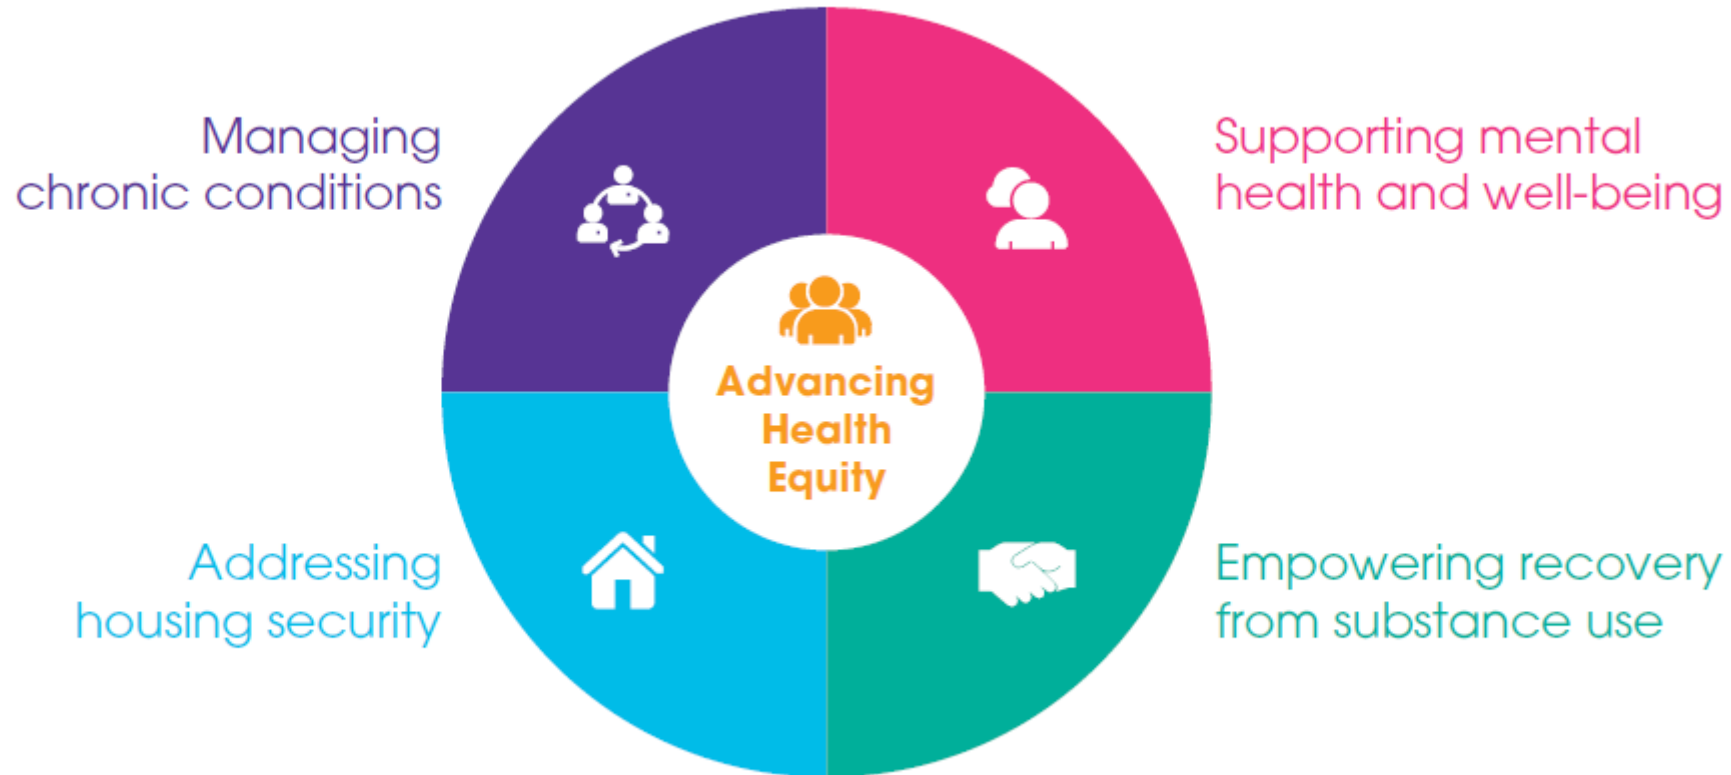 Managing
chronic conditions
Supporting mental
health and well-being
Advancing
Health
Equity
Addressing
housing security
Empowering recovery
from substance use